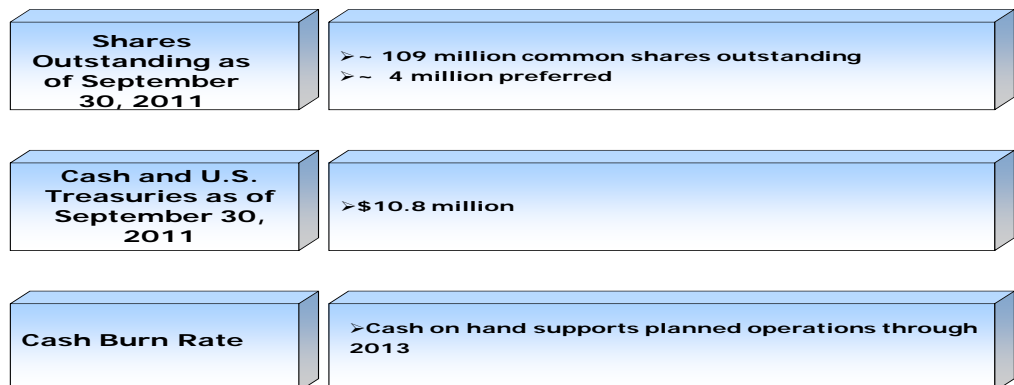 Shares
Outstanding as
of September
30, 2011
➢~ 109 million common shares outstanding
➢~ 4 million preferred
Cash and U.S.
Treasuries as of
September 30,
2011
➢$10.8 million
Cash Burn Rate
➢Cash on hand supports planned operations through
2013